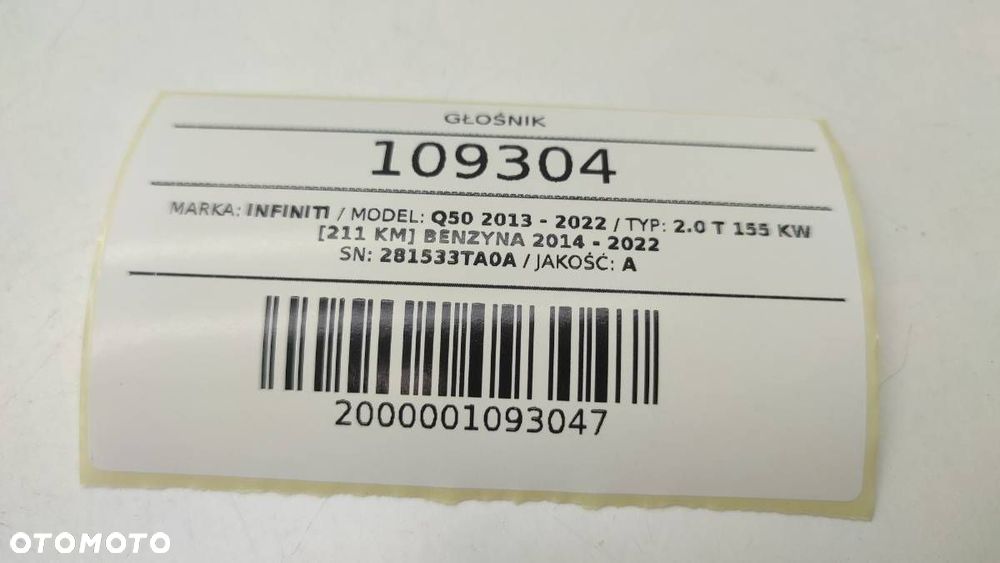 GŁOŚNIK
109304
MARKA: INFINITI / MODEL: Q50 2013 - 2022 / TYP: 2.0 T 155 KW
[211 KM] BENZYNA 2014 - 2022
SN: 281533TA0A / JAKOŚĆ: A
2000001093047
OTOMOTO